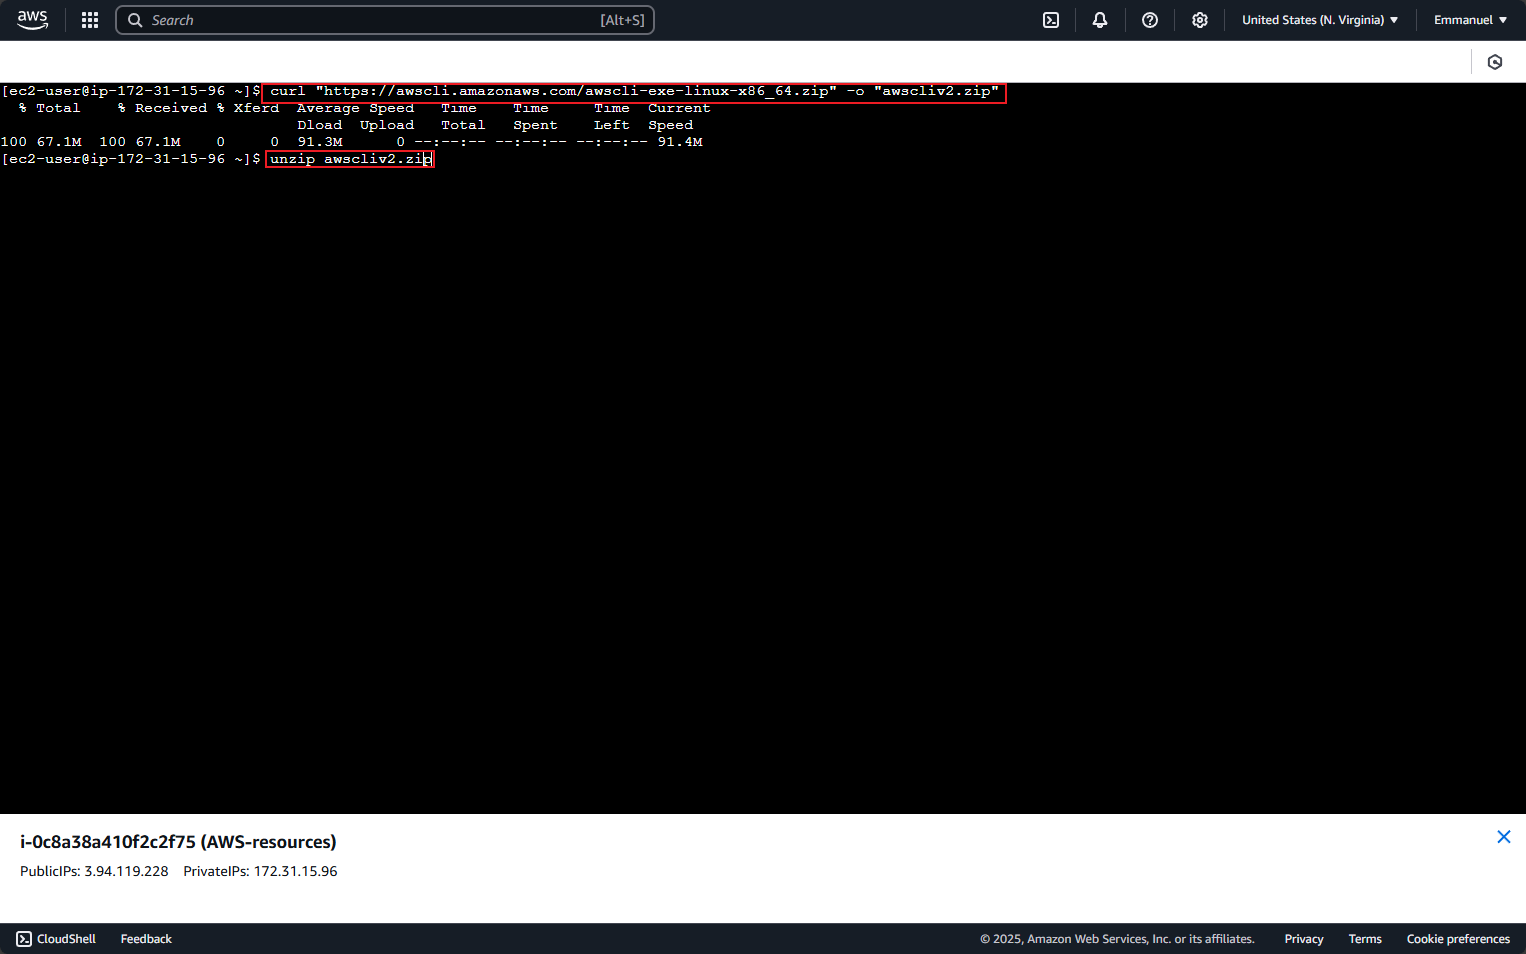 aws
Search [Alt+S] United States (N. Virginia) Emmanuel
[ec2-user@ip-172-31-15-96 ~]$ curl "https://awscli.amazonaws.com/awscli-exe-linux-x86_64.zip" -o "awscliv2.zip"
% Total % Received % Xferd Average Speed Time Time Time Current
Dload Upload Total Spent Left Speed
100 67.1M 100 67.1M 0 0 91.3M 0 --:--:-- --:--:-- --:--:-- 91.4M
[ec2-user@ip-172-31-15-96 ~]$ unzip awscliv2.zip
i-0c8a38a410f2c2f75 (AWS-resources)
PublicIPs: 3.94.119.228 PrivateIPs: 172.31.15.96
CloudShell Feedback © 2025, Amazon Web Services, Inc. or its affiliates. Privacy Terms Cookie preferences